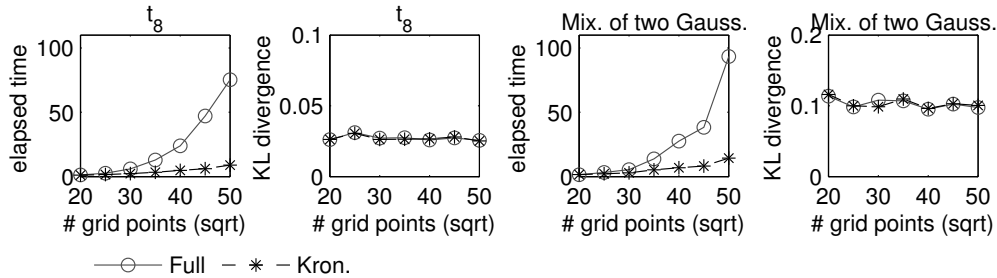 t8
100
50
0
20 30 40 50
elapsed time
# grid points (sqrt)
t8
0.1
0.05
0
20 30 40 50
KL divergence
# grid points (sqrt)
Mix. of two Gauss.
100
50
0
20 30 40 50
elapsed time
# grid points (sqrt)
Mix. of two Gauss.
0.2
0.1
0
20 30 40 50
KL divergence
# grid points (sqrt)
Full Kron.